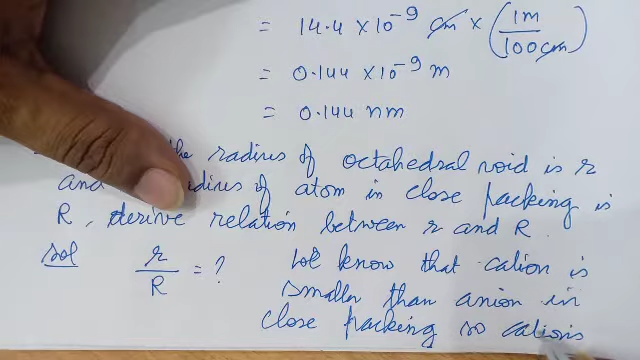 = 14.4 × 10⁻⁹ cm × (1m / 100cm)
= 0.144 × 10⁻⁹ m
= 0.144 nm
the radius of octahedral void is r
and radius of atom in close packing is
R, derive relation between r and R.
sol r/R = ? We know that cation is
smaller than anion in
close packing so cations